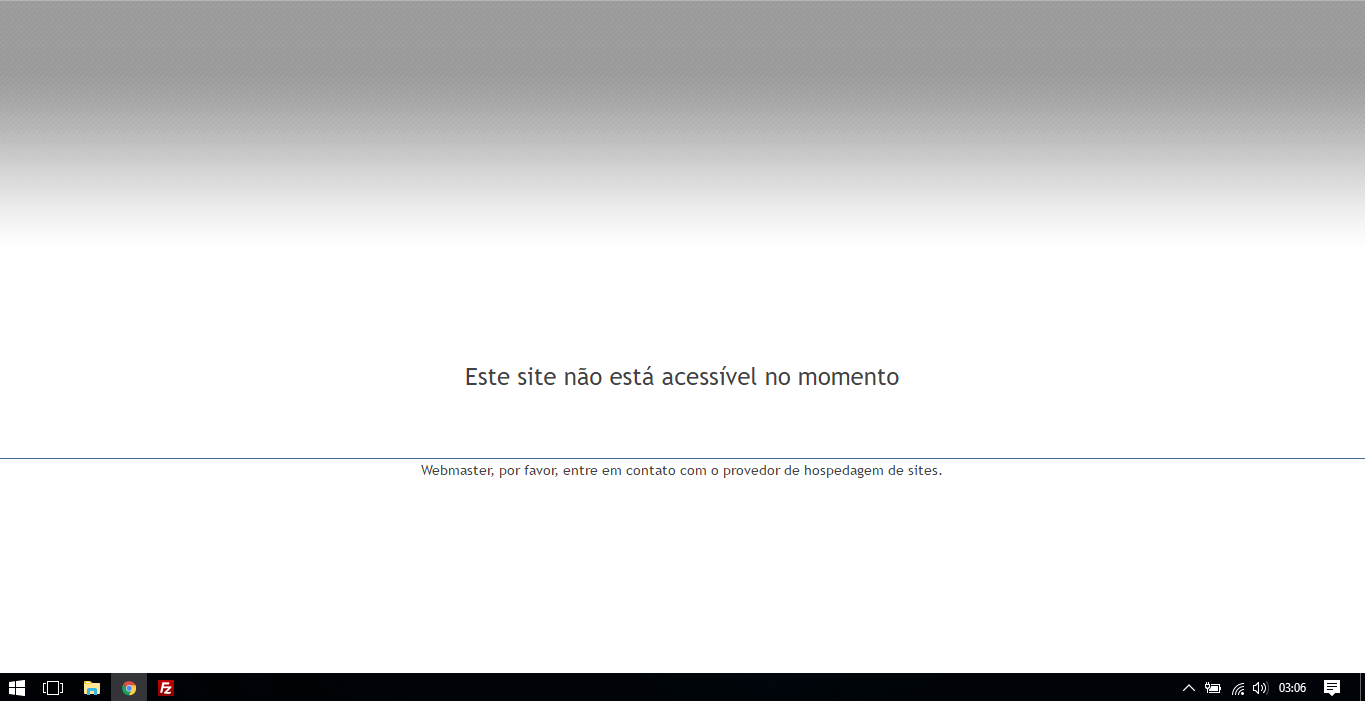 Este site não está acessível no momento
Webmaster, por favor, entre em contato com o provedor de hospedagem de sites.
Fz
03:06